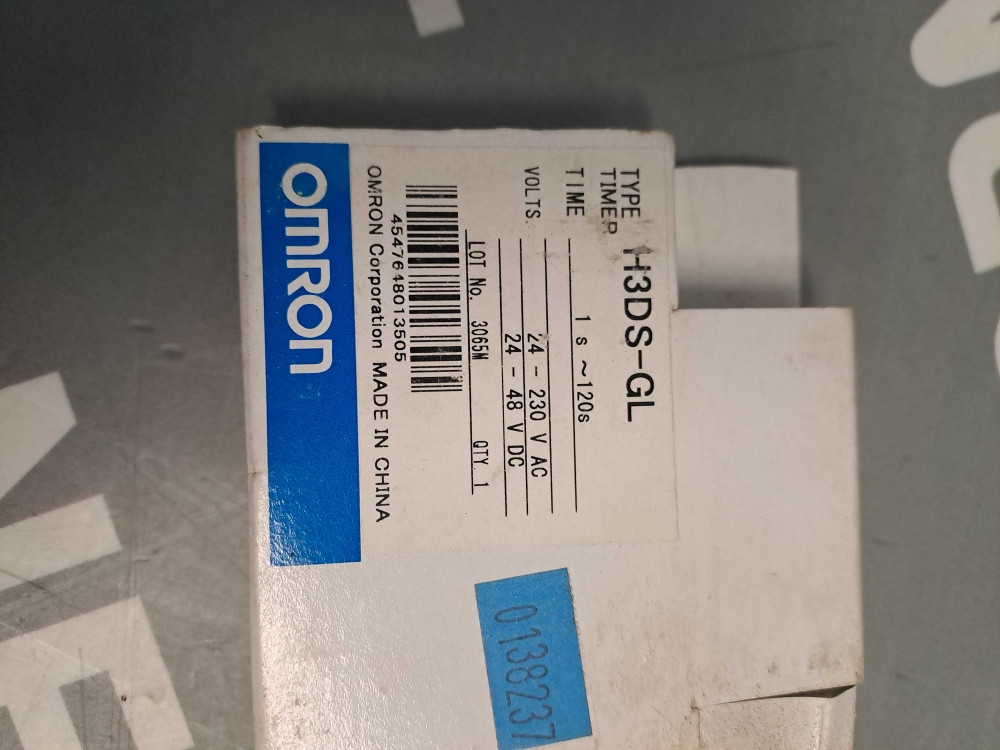 TYPE H3DS-GL
TIMER
TIME 1 s ~120s
VOLTS. 24 - 230 V AC
24 - 48 V DC
LOT No. 3065M QTY. 1
4547648013505
OMRON Corporation MADE IN CHINA
OMRON
0138237